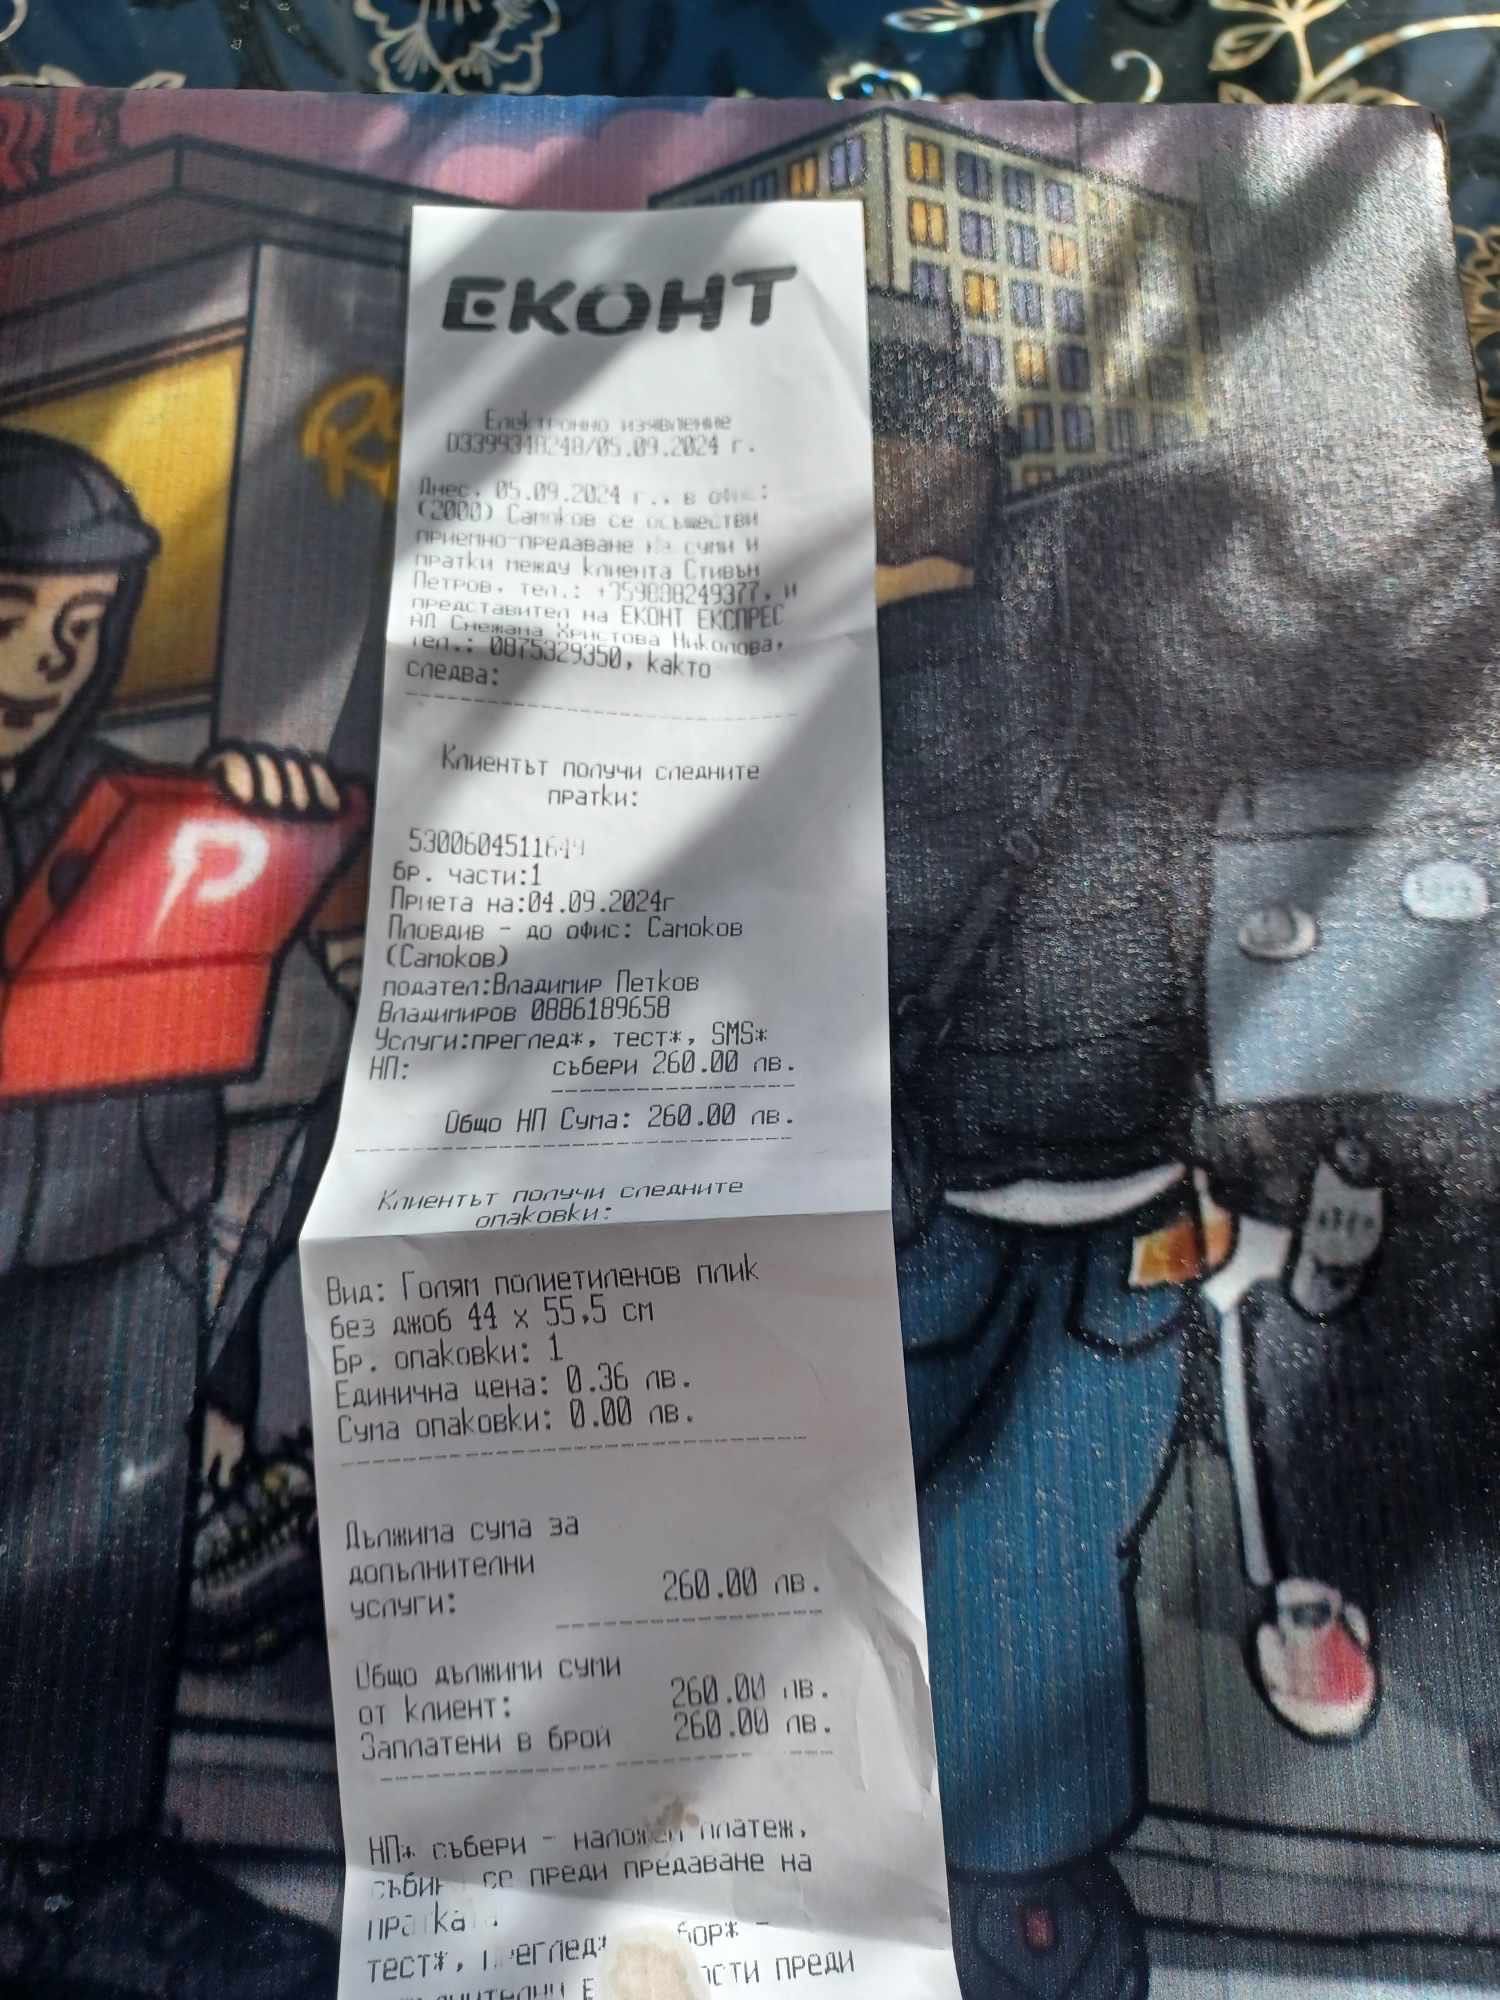 RE
ЕКОНТ
Електронно изявление
D3399348248/05.09.2024 г.
Днес, 05.09.2024 г., в офис:
(2000) Самоков се осъществи
приемно-предаване на суми и
пратки между клиента Стивън
Петров, тел.: +359898249377, и
представител на ЕКОНТ ЕКСПРЕС
АП Снежана Христова Николова,
тел.: 0875329350, както
следва:
Клиентът получи следните
пратки:
5300604511649
бр. части:1
Приета на:04.09.2024г
Пловдив - до офис: Самоков
(Самоков)
подател:Владимир Петков
Владимиров 0886189658
Услуги:преглед*, тест*, SMS*
НП: събери 260.00 лв.
Общо НП Сума: 260.00 лв.
Клиентът получи следните
опаковки:
Вид: Голям полиетиленов плик
без джоб 44 x 55,5 см
Бр. опаковки: 1
Единична цена: 0.36 лв.
Сума опаковки: 0.00 лв.
Дължима сума за
допълнителни
услуги: 260.00 лв.
Общо дължими суми
от клиент: 260.00 лв.
Заплатени в брой 260.00 лв.
НП* събери - наложен платеж,
се преди предаване на
тест*,
преди